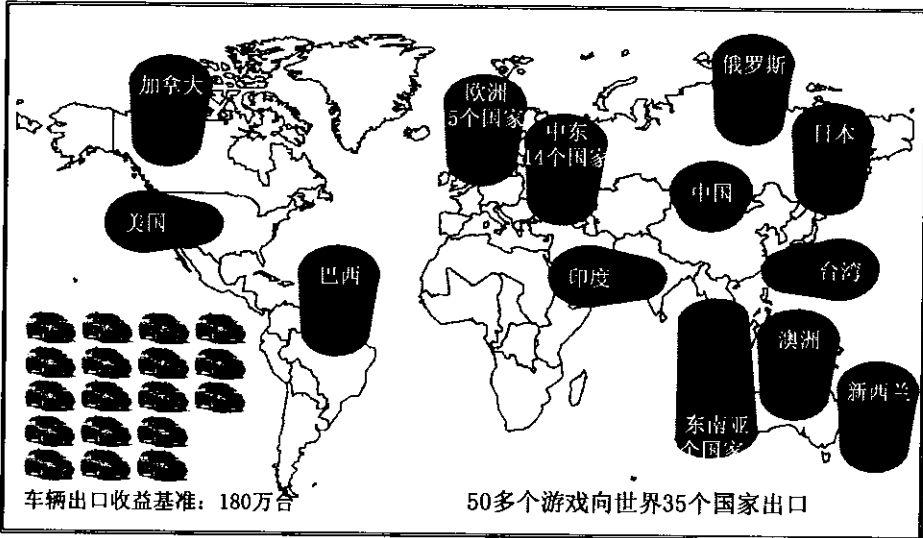 加拿大
俄罗斯
欧洲
5个国家
中东
14个国家
日本
中国
美国
巴西
印度
台湾
澳洲
新西兰
东南亚
个国家
车辆出口收益基准：180万台
50多个游戏向世界35个国家出口